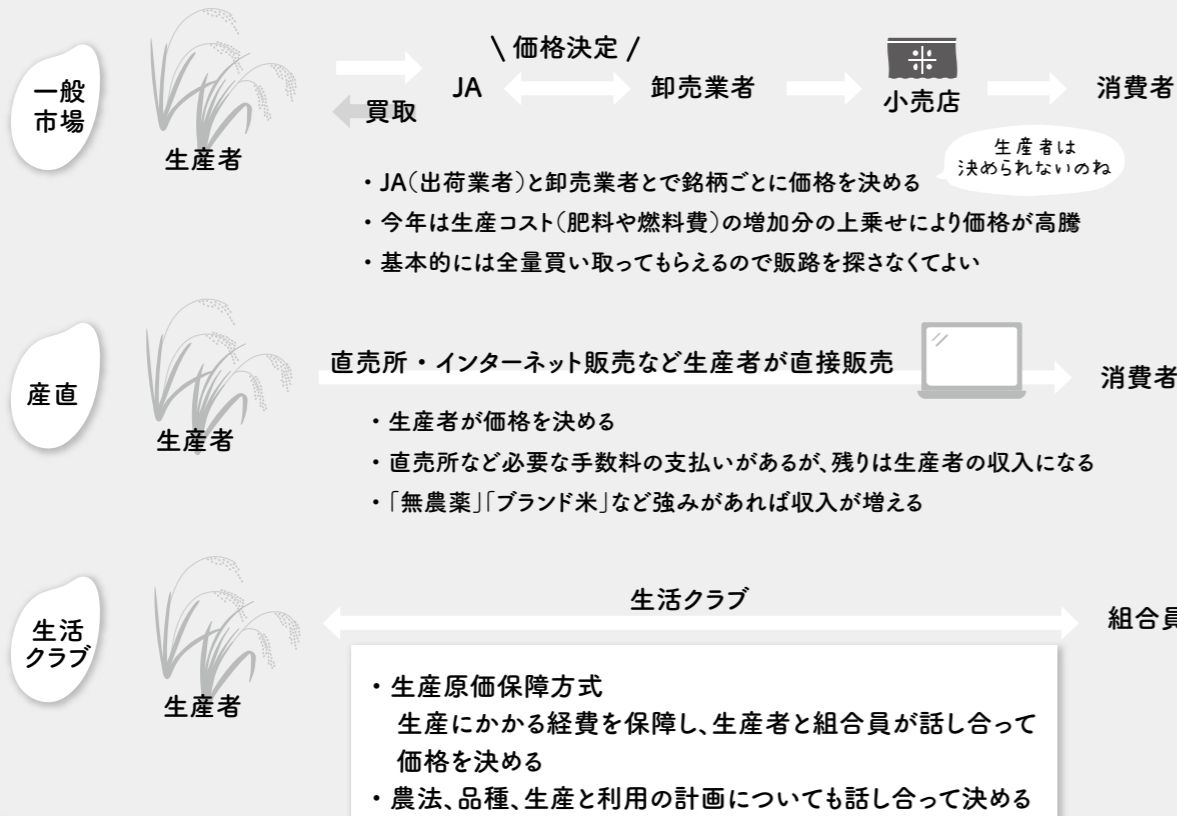 一般
市場
生産者
買取
JA
\ 価格決定 /
卸売業者
小売店
消費者
生産者は
決められないのね
・JA(出荷業者)と卸売業者とで銘柄ごとに価格を決める
・今年は生産コスト(肥料や燃料費)の増加分の上乗せにより価格が高騰
・基本的には全量買い取ってもらえるので販路を探さなくてよい
産直
生産者
直売所・インターネット販売など生産者が直接販売
消費者
・生産者が価格を決める
・直売所など必要な手数料の支払いがあるが、残りは生産者の収入になる
・「無農薬」「ブランド米」など強みがあれば収入が増える
生活
クラブ
生産者
生活クラブ
組合員
・生産原価保障方式
生産にかかる経費を保障し、生産者と組合員が話し合って
価格を決める
・農法、品種、生産と利用の計画についても話し合って決める